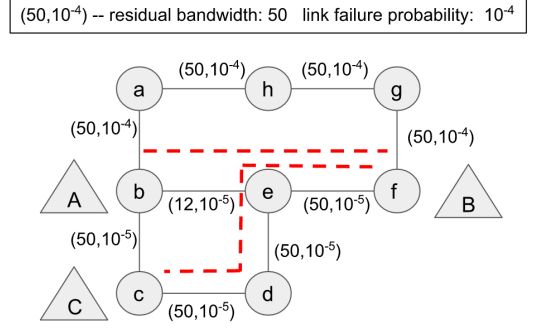 (50,10⁻⁴) -- residual bandwidth: 50 link failure probability: 10⁻⁴
(50,10⁻⁴) (50,10⁻⁴)
a h g
(50,10⁻⁴) (50,10⁻⁴)
A b e f B
(12,10⁻⁵) (50,10⁻⁵)
(50,10⁻⁵) (50,10⁻⁵)
C c d
(50,10⁻⁵)